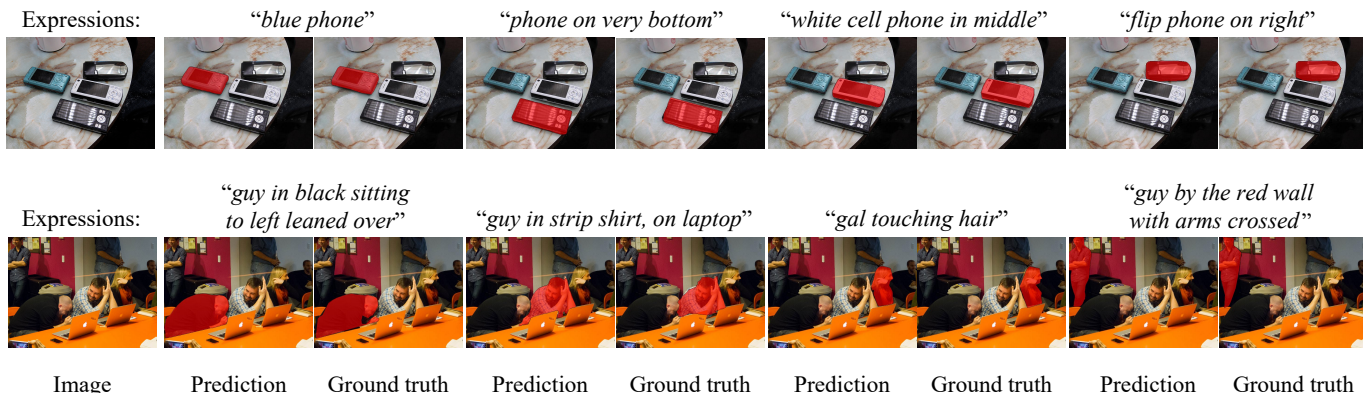 Expressions: “blue phone” “phone on very bottom” “white cell phone in middle” “flip phone on right”
“guy in black sitting “guy by the red wall
Expressions: to left leaned over” “guy in strip shirt, on laptop” “gal touching hair” with arms crossed”
Image Prediction Ground truth Prediction Ground truth Prediction Ground truth Prediction Ground truth